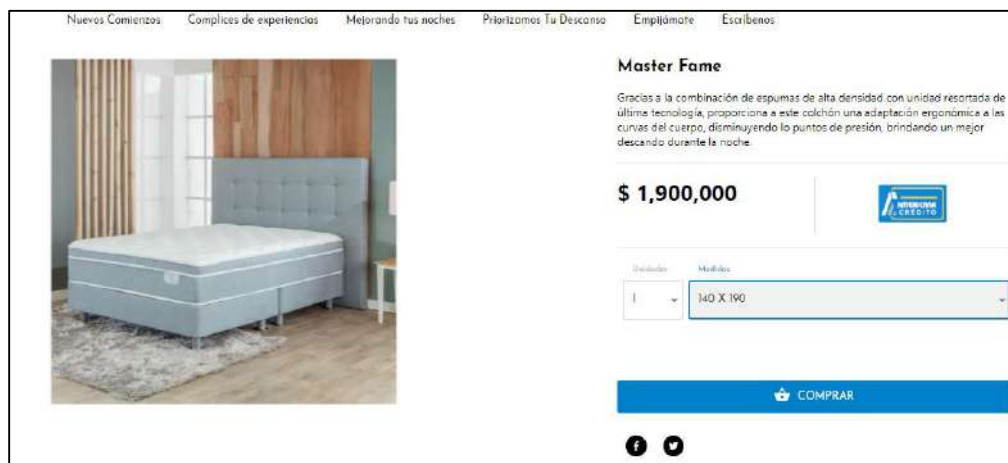 Nuevos Comienzos Complices de experiencias Mejorando tus noches Priorizamos Tu Descanso Empijámate Escríbenos
Master Fame
Gracias a la combinación de espumas de alta densidad con unidad resortada de
última tecnología, proporciona a este colchón una adaptación ergonómica a las
curvas del cuerpo, disminuyendo lo puntos de presión, brindando un mejor
descando durante la noche.
$ 1,900,000
CRÉDITO
Unidades Medidas
1 140 X 190
COMPRAR